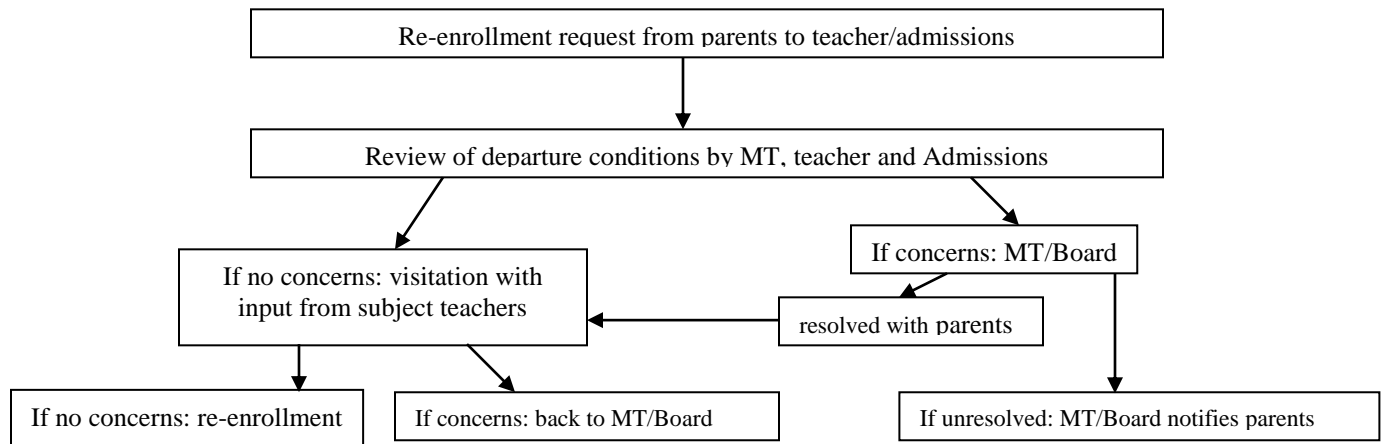 Re-enrollment request from parents to teacher/admissions
Review of departure conditions by MT, teacher and Admissions
If no concerns: visitation with
input from subject teachers
If concerns: MT/Board
resolved with parents
If no concerns: re-enrollment
If concerns: back to MT/Board
If unresolved: MT/Board notifies parents